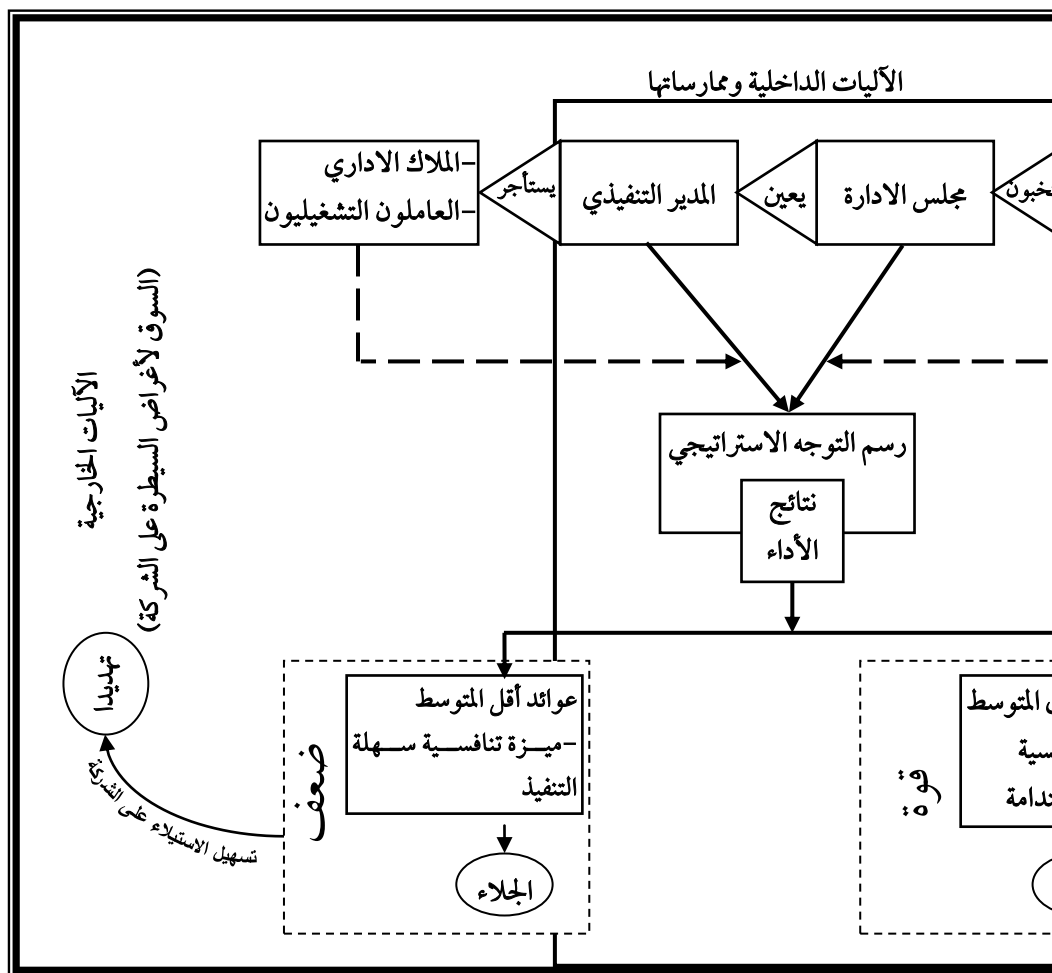 الآليات الداخلية وممارساتها
مجلس الادارة
يعين
المدير التنفيذي
يستأجر
-الملاك الاداري
-العاملون التشغيليون
الآليات الخارجية
(السوق لأغراض السيطرة على الشركة)
رسم التوجه الاستراتيجي
نتائج
الأداء
المتوسط
قوة
عوائد أقل المتوسط
-ميزة تنافسية سهلة
التنفيذ
ضعف
الجلاء
تهديدا
تسهيل الاستيلاء على الشركة